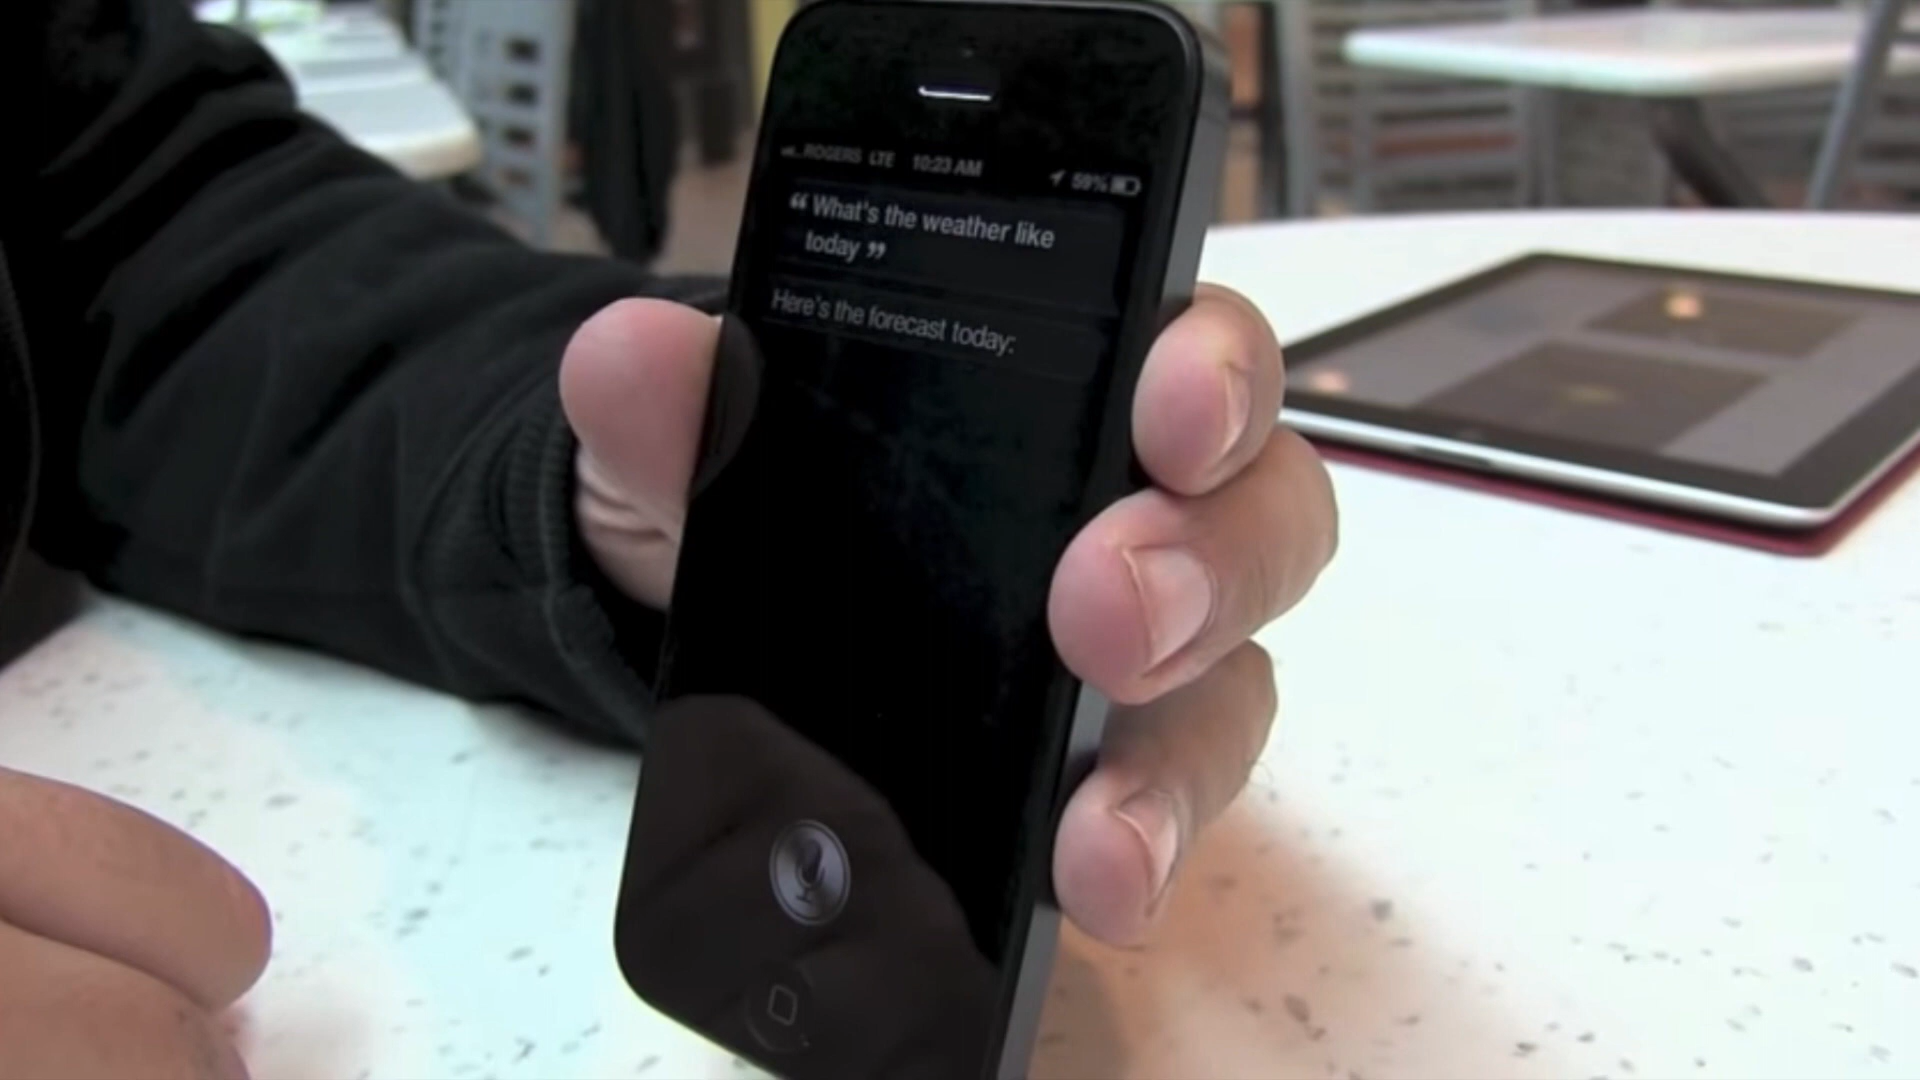 ROGERS LTE 10:23 AM 59%
“ What's the weather like
today ”
Here's the forecast today: